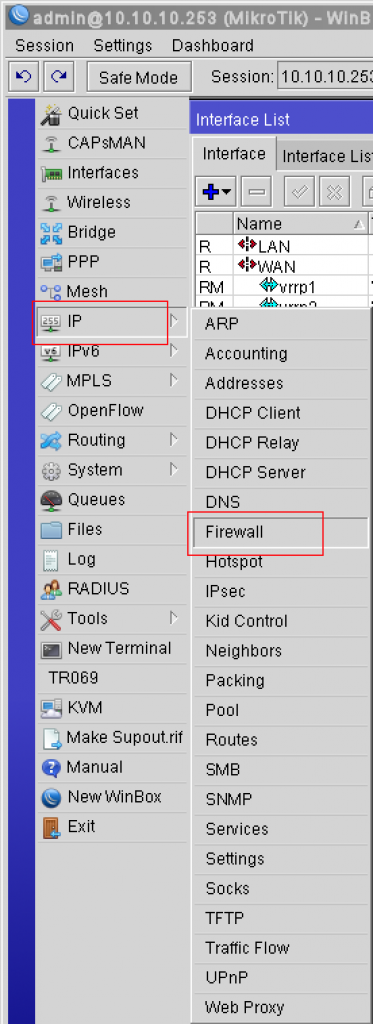 admin@10.10.10.253 (MikroTik) - WinB
Session Settings Dashboard
Safe Mode Session: 10.10.10.253
Quick Set
CAPsMAN
Interfaces
Wireless
Bridge
PPP
Mesh
255 IP
v6 IPv6
MPLS
OpenFlow
Routing
System
Queues
Files
Log
RADIUS
Tools
New Terminal
TR069
KVM
Make Supout.rif
Manual
New WinBox
Exit
Interface List
Interface Interface List
Name
R LAN
R WAN
RM vrrp1
RM vrrp2
ARP
Accounting
Addresses
DHCP Client
DHCP Relay
DHCP Server
DNS
Firewall
Hotspot
IPsec
Kid Control
Neighbors
Packing
Pool
Routes
SMB
SNMP
Services
Settings
Socks
TFTP
Traffic Flow
UPnP
Web Proxy